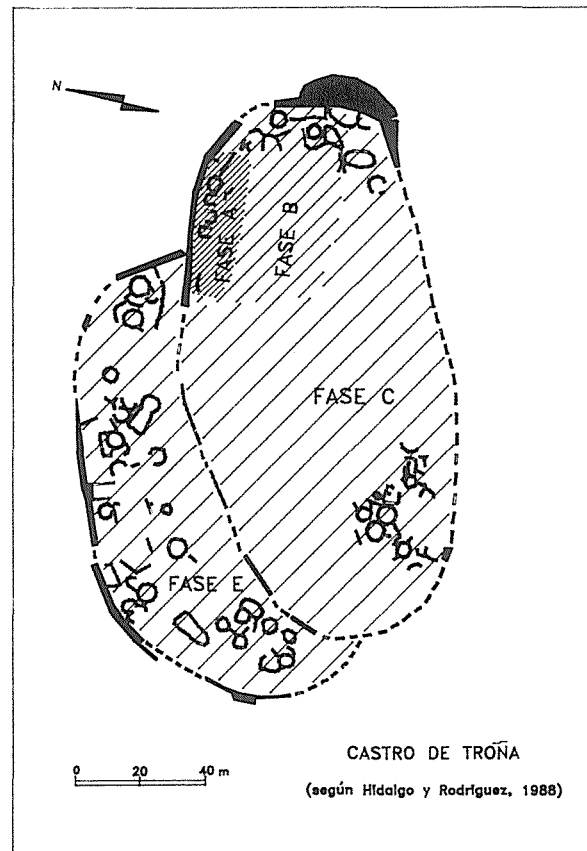 N
FASE A
FASE B
FASE C
FASE E
0 20 40 m
CASTRO DE TROÑA
(según Hidalgo y Rodríguez, 1988)